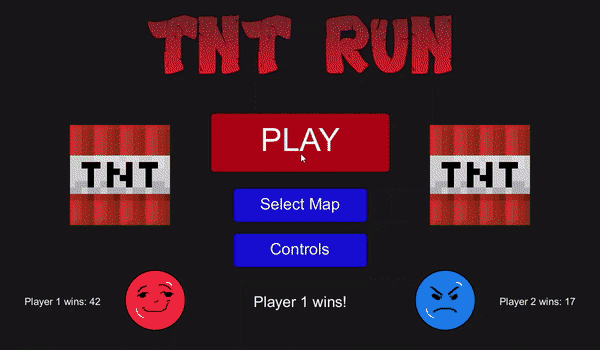 TNT RUN
PLAY
TNT
TNT
Select Map
Controls
Player 1 wins: 42
Player 1 wins!
Player 2 wins: 17